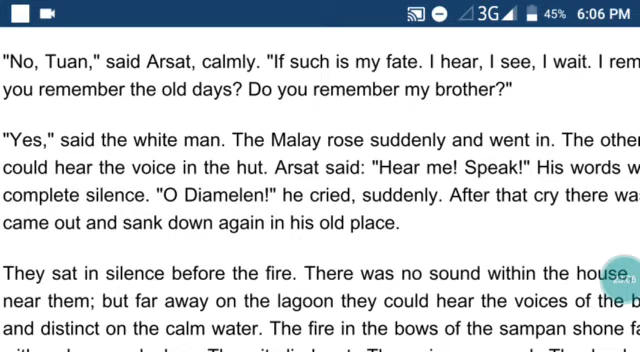 3G 45% 6:06 PM
"No, Tuan," said Arsat, calmly. "If such is my fate. I hear, I see, I wait. I rem
you remember the old days? Do you remember my brother?"
"Yes," said the white man. The Malay rose suddenly and went in. The other
could hear the voice in the hut. Arsat said: "Hear me! Speak!" His words w
complete silence. "O Diamelen!" he cried, suddenly. After that cry there was
came out and sank down again in his old place.
They sat in silence before the fire. There was no sound within the house,
near them; but far away on the lagoon they could hear the voices of the b
and distinct on the calm water. The fire in the bows of the sampan shone fa